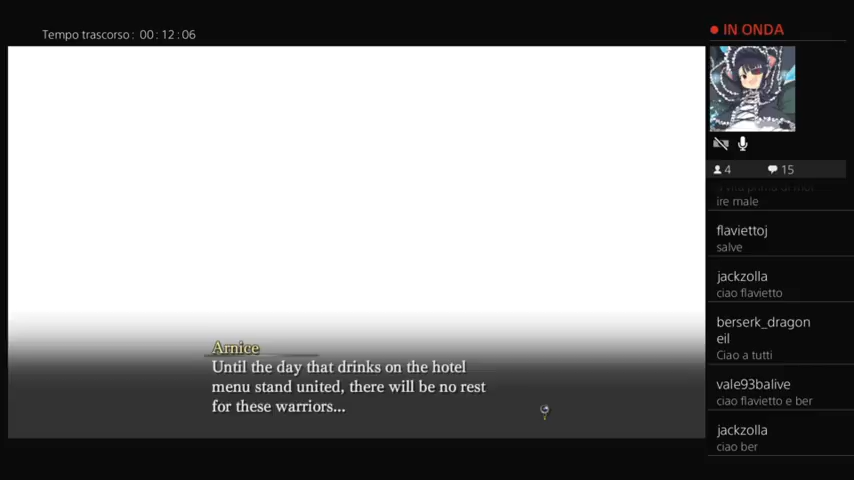 Tempo trascorso: 00:12:06
IN ONDA
4 15
ire male
flaviettoj
salve
jackzolla
ciao flavietto
berserk_dragon
eil
Ciao a tutti
vale93balive
ciao flavietto e ber
jackzolla
ciao ber
Arnice
Until the day that drinks on the hotel
menu stand united, there will be no rest
for these warriors...